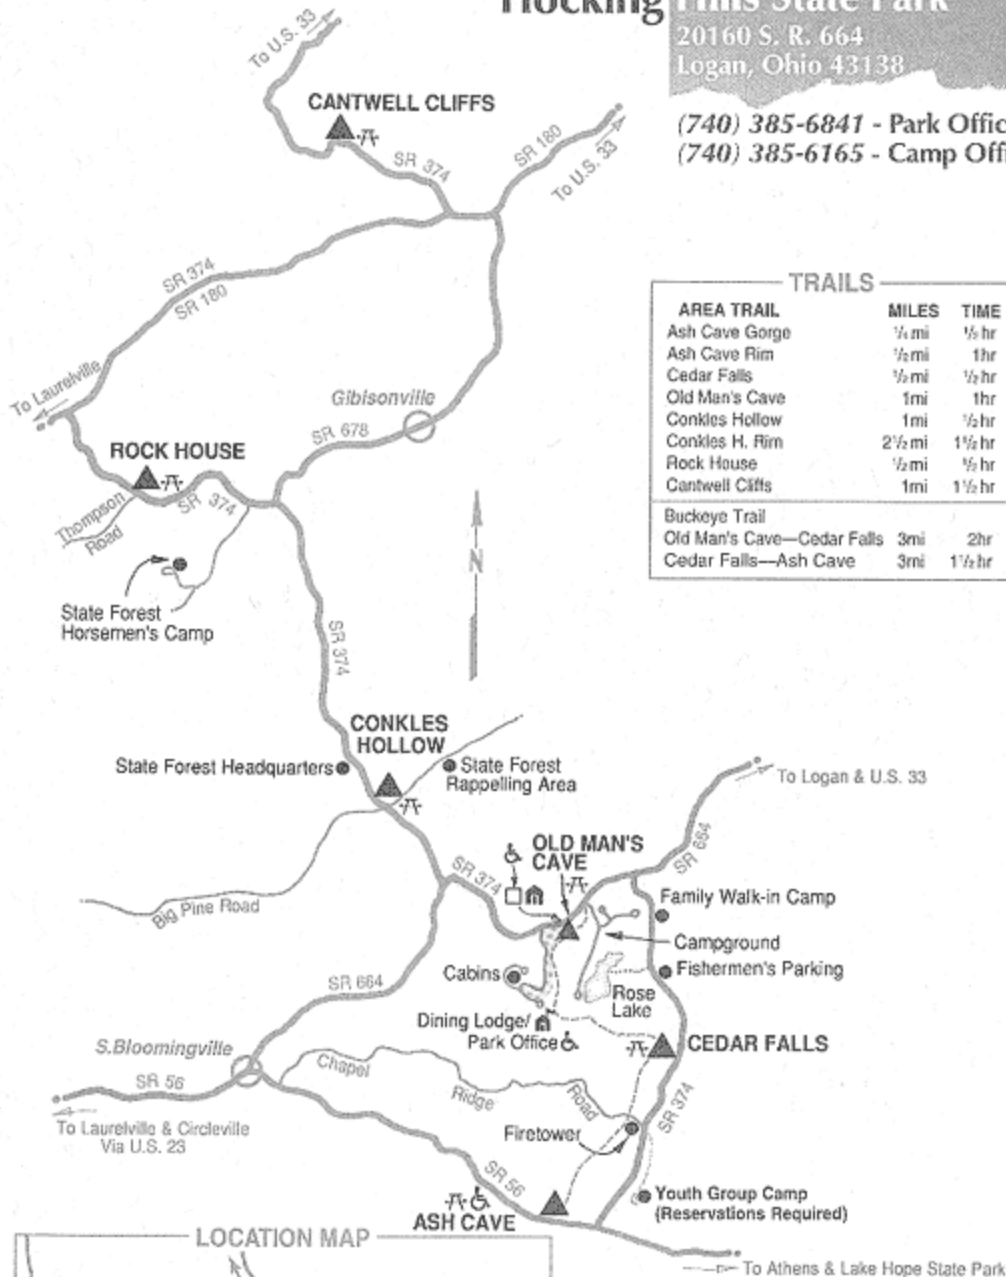 Hocking Hills State Park
20160 S. R. 664
Logan, Ohio 43138
(740) 385-6841 - Park Offic
(740) 385-6165 - Camp Offi
To U.S. 33
CANTWELL CLIFFS
SR 374
SR 180
To U.S. 33
SR 374
SR 180
To Laurelville
Gibisonville
SR 678
ROCK HOUSE
SR 374
Thompson
Road
State Forest
Horsemen's Camp
N
SR 374
TRAILS
AREA TRAIL MILES TIME
Ash Cave Gorge 1/4 mi 1/2 hr
Ash Cave Rim 1/2 mi 1hr
Cedar Falls 1/2 mi 1/2 hr
Old Man's Cave 1mi 1hr
Conkles Hollow 1mi 1/2 hr
Conkles H. Rim 2 1/2 mi hr
Rock House 1/2 mi hr
Cantwell Cliffs 1mi 1 1/2 hr
Buckeye Trail
Old Man's Cave—Cedar Falls 3mi 2hr
Cedar Falls—Ash Cave 3mi 1 1/2 hr
CONKLES
HOLLOW
State Forest Headquarters
State Forest
Rappelling Area
To Logan & U.S. 33
OLD MAN'S
CAVE
SR 664
SR 374
Big Pine Road
Family Walk-in Camp
Campground
Cabins
Fishermen's Parking
Rose
Lake
SR 664
Dining Lodge/
Park Office
CEDAR FALLS
S.Bloomingville
Chapel
Ridge
Road
SR 56
SR 374
To Laurelville & Circleville
Via U.S. 23
Firetower
SR 56
Youth Group Camp
(Reservations Required)
ASH CAVE
LOCATION MAP
To Athens & Lake Hope State Park